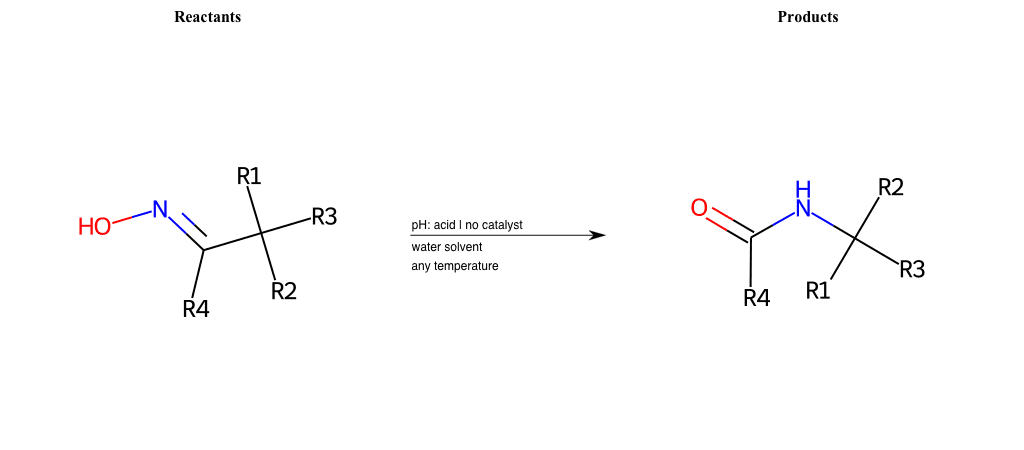 Reactants
Products
R1
HO
N
R3
R4
R2
pH: acid | no catalyst
water solvent
any temperature
H
N
O
R2
R3
R1
R4